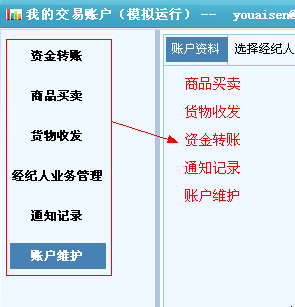 我的交易账户（模拟运行） -- youaisen@
资金转账
商品买卖
货物收发
经纪人业务管理
通知记录
账户维护
账户资料 选择经纪人
商品买卖
货物收发
资金转账
通知记录
账户维护